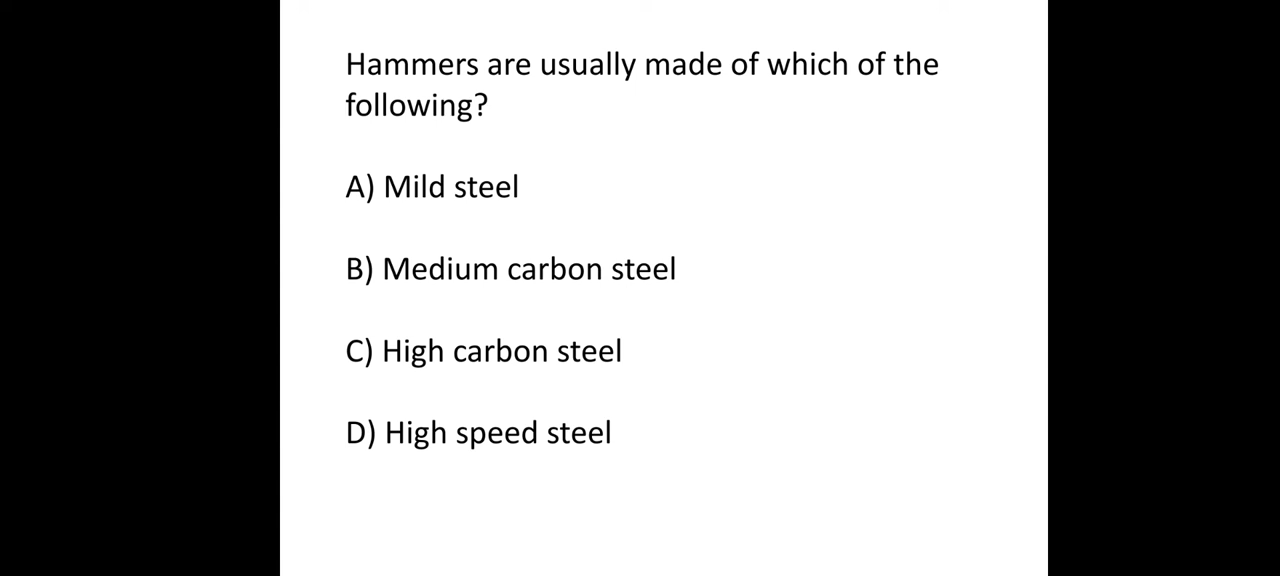 Hammers are usually made of which of the
following?
A) Mild steel
B) Medium carbon steel
C) High carbon steel
D) High speed steel